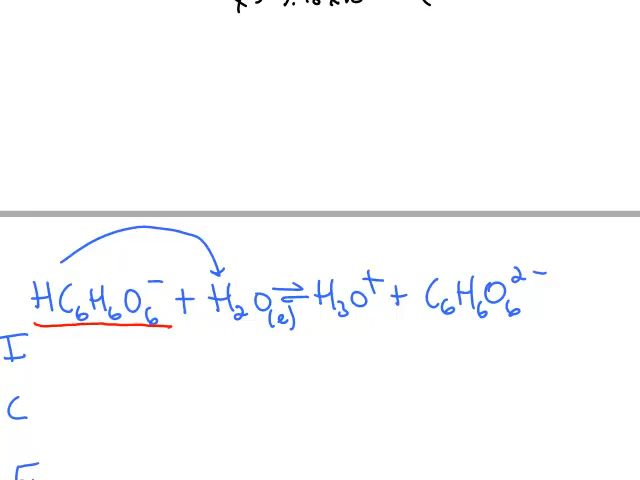 HC₆H₆O₆⁻ + H₂O(ℓ) ⇌ H₃O⁺ + C₆H₆O₆²⁻
I
C
E